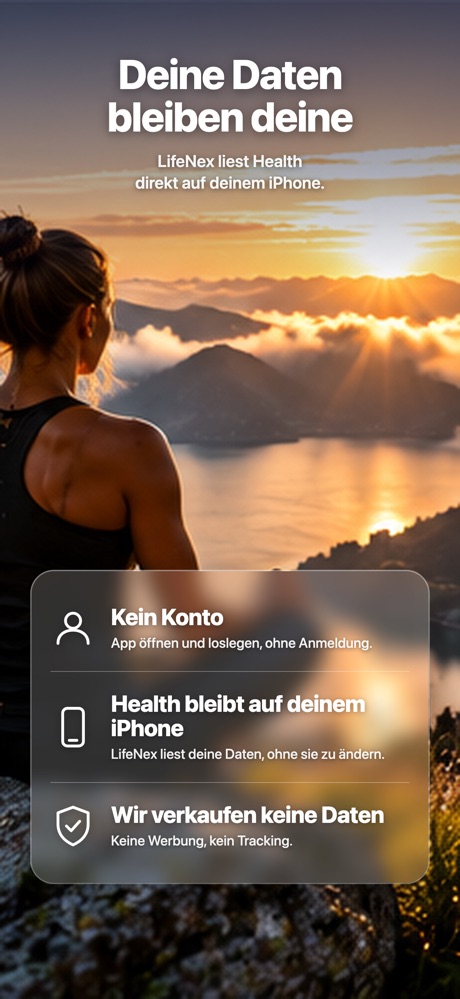 Deine Daten
bleiben deine
LifeNex liest Health
direkt auf deinem iPhone.
Kein Konto
App öffnen und loslegen, ohne Anmeldung.
Health bleibt auf deinem
iPhone
LifeNex liest deine Daten, ohne sie zu ändern.
Wir verkaufen keine Daten
Keine Werbung, kein Tracking.